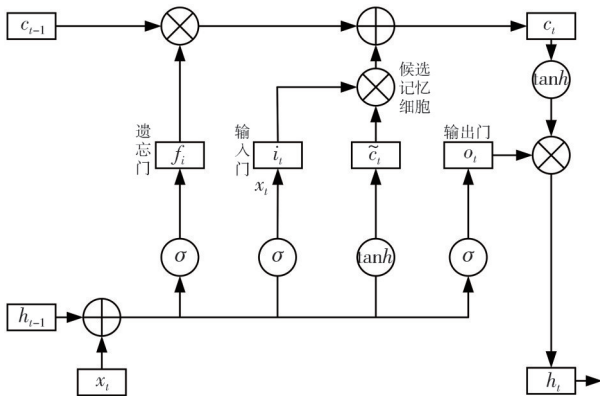 c_{t-1}
c_t
tanh
候选
记忆
细胞
遗忘门
f_i
输入门
i_t
x_t
c̃_t
输出门
o_t
σ
σ
tanh
σ
h_{t-1}
x_t
h_t